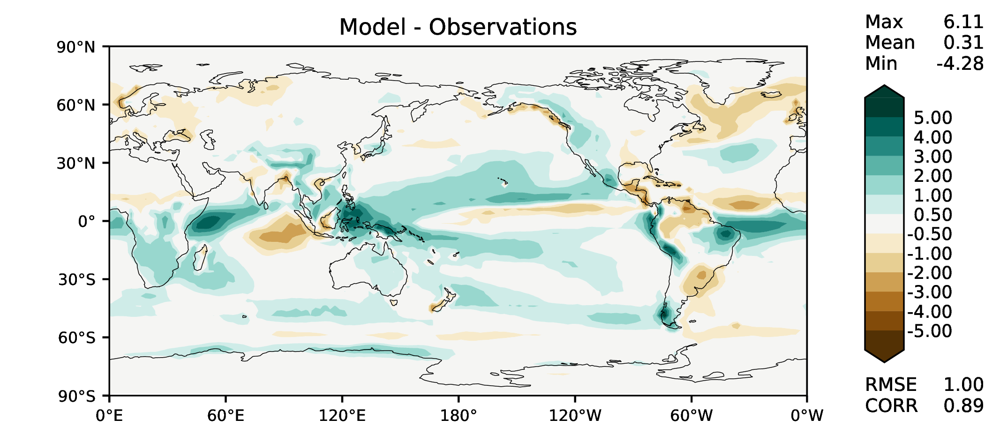 Model - Observations
Max 6.11
Mean 0.31
Min -4.28
90°N
60°N
30°N
0°
30°S
60°S
90°S
0°E 60°E 120°E 180° 120°W 60°W 0°W
5.00
4.00
3.00
2.00
1.00
0.50
-0.50
-1.00
-2.00
-3.00
-4.00
-5.00
RMSE 1.00
CORR 0.89